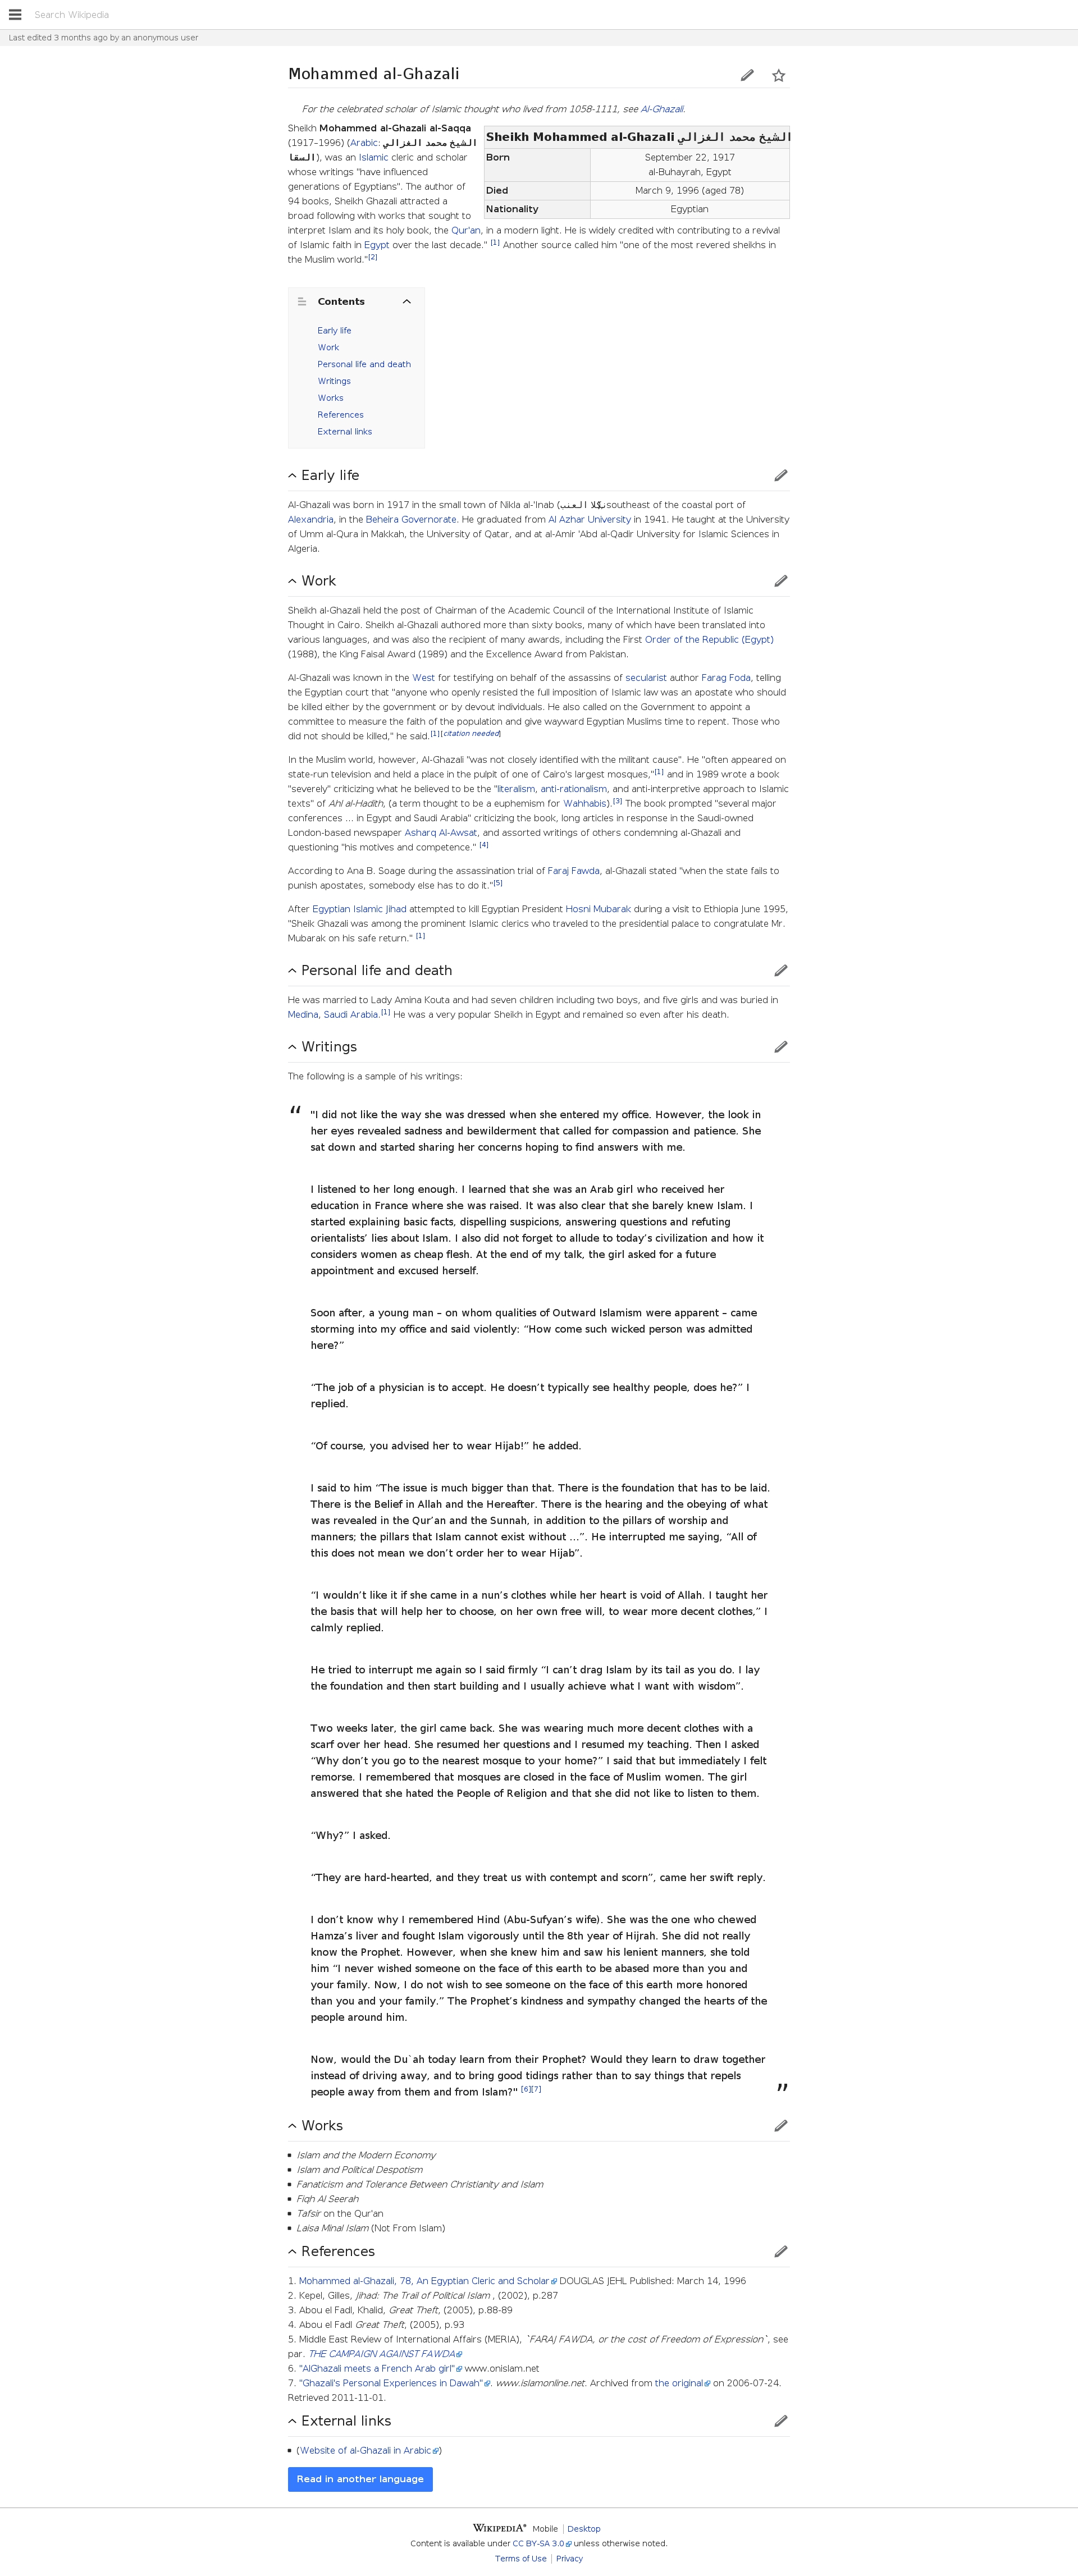 Search Wikipedia
Last edited 3 months ago by an anonymous user
Mohammed al-Ghazali
For the celebrated scholar of Islamic thought who lived from 1058-1111, see Al-Ghazali.
Sheikh Mohammed al-Ghazali الشيخ محمد الغزالي
Born September 22, 1917
al-Buhayrah, Egypt
Died March 9, 1996 (aged 78)
Nationality Egyptian
Sheikh Mohammed al-Ghazali al-Saqqa
(1917–1996) (Arabic: الشيخ محمد الغزالي
السقا), was an Islamic cleric and scholar
whose writings "have influenced
generations of Egyptians". The author of
94 books, Sheikh Ghazali attracted a
broad following with works that sought to
interpret Islam and its holy book, the Qur'an, in a modern light. He is widely credited with contributing to a revival
of Islamic faith in Egypt over the last decade." [1] Another source called him "one of the most revered sheikhs in
the Muslim world."[2]
Contents
Early life
Work
Personal life and death
Writings
Works
References
External links
Early life
Al-Ghazali was born in 1917 in the small town of Nikla al-'Inab (نكلا العنب southeast of the coastal port of
Alexandria, in the Beheira Governorate. He graduated from Al Azhar University in 1941. He taught at the University
of Umm al-Qura in Makkah, the University of Qatar, and at al-Amir 'Abd al-Qadir University for Islamic Sciences in
Algeria.
Work
Sheikh al-Ghazali held the post of Chairman of the Academic Council of the International Institute of Islamic
Thought in Cairo. Sheikh al-Ghazali authored more than sixty books, many of which have been translated into
various languages, and was also the recipient of many awards, including the First Order of the Republic (Egypt)
(1988), the King Faisal Award (1989) and the Excellence Award from Pakistan.
Al-Ghazali was known in the West for testifying on behalf of the assassins of secularist author Farag Foda, telling
the Egyptian court that "anyone who openly resisted the full imposition of Islamic law was an apostate who should
be killed either by the government or by devout individuals. He also called on the Government to appoint a
committee to measure the faith of the population and give wayward Egyptian Muslims time to repent. Those who
did not should be killed," he said.[1][citation needed]
In the Muslim world, however, Al-Ghazali "was not closely identified with the militant cause". He "often appeared on
state-run television and held a place in the pulpit of one of Cairo's largest mosques,"[1] and in 1989 wrote a book
"severely" criticizing what he believed to be the "literalism, anti-rationalism, and anti-interpretive approach to Islamic
texts" of Ahl al-Hadith, (a term thought to be a euphemism for Wahhabis).[3] The book prompted "several major
conferences ... in Egypt and Saudi Arabia" criticizing the book, long articles in response in the Saudi-owned
London-based newspaper Asharq Al-Awsat, and assorted writings of others condemning al-Ghazali and
questioning "his motives and competence." [4]
According to Ana B. Soage during the assassination trial of Faraj Fawda, al-Ghazali stated "when the state fails to
punish apostates, somebody else has to do it."[5]
After Egyptian Islamic Jihad attempted to kill Egyptian President Hosni Mubarak during a visit to Ethiopia June 1995,
"Sheik Ghazali was among the prominent Islamic clerics who traveled to the presidential palace to congratulate Mr.
Mubarak on his safe return." [1]
Personal life and death
He was married to Lady Amina Kouta and had seven children including two boys, and five girls and was buried in
Medina, Saudi Arabia.[1] He was a very popular Sheikh in Egypt and remained so even after his death.
Writings
The following is a sample of his writings:
“ "I did not like the way she was dressed when she entered my office. However, the look in
her eyes revealed sadness and bewilderment that called for compassion and patience. She
sat down and started sharing her concerns hoping to find answers with me.
I listened to her long enough. I learned that she was an Arab girl who received her
education in France where she was raised. It was also clear that she barely knew Islam. I
started explaining basic facts, dispelling suspicions, answering questions and refuting
orientalists’ lies about Islam. I also did not forget to allude to today’s civilization and how it
considers women as cheap flesh. At the end of my talk, the girl asked for a future
appointment and excused herself.
Soon after, a young man – on whom qualities of Outward Islamism were apparent – came
storming into my office and said violently: “How come such wicked person was admitted
here?”
“The job of a physician is to accept. He doesn’t typically see healthy people, does he?” I
replied.
“Of course, you advised her to wear Hijab!” he added.
I said to him “The issue is much bigger than that. There is the foundation that has to be laid.
There is the Belief in Allah and the Hereafter. There is the hearing and the obeying of what
was revealed in the Qur’an and the Sunnah, in addition to the pillars of worship and
manners; the pillars that Islam cannot exist without …”. He interrupted me saying, “All of
this does not mean we don’t order her to wear Hijab”.
“I wouldn’t like it if she came in a nun’s clothes while her heart is void of Allah. I taught her
the basis that will help her to choose, on her own free will, to wear more decent clothes,” I
calmly replied.
He tried to interrupt me again so I said firmly “I can’t drag Islam by its tail as you do. I lay
the foundation and then start building and I usually achieve what I want with wisdom”.
Two weeks later, the girl came back. She was wearing much more decent clothes with a
scarf over her head. She resumed her questions and I resumed my teaching. Then I asked
“Why don’t you go to the nearest mosque to your home?” I said that but immediately I felt
remorse. I remembered that mosques are closed in the face of Muslim women. The girl
answered that she hated the People of Religion and that she did not like to listen to them.
“Why?” I asked.
“They are hard-hearted, and they treat us with contempt and scorn”, came her swift reply.
I don’t know why I remembered Hind (Abu-Sufyan’s wife). She was the one who chewed
Hamza’s liver and fought Islam vigorously until the 8th year of Hijrah. She did not really
know the Prophet. However, when she knew him and saw his lenient manners, she told
him “I never wished someone on the face of this earth to be abased more than you and
your family. Now, I do not wish to see someone on the face of this earth more honored
than you and your family.” The Prophet’s kindness and sympathy changed the hearts of the
people around him.
Now, would the Du`ah today learn from their Prophet? Would they learn to draw together
instead of driving away, and to bring good tidings rather than to say things that repels
people away from them and from Islam?" [6][7] ”
Works
Islam and the Modern Economy
Islam and Political Despotism
Fanaticism and Tolerance Between Christianity and Islam
Fiqh Al Seerah
Tafsir on the Qur'an
Laisa Minal Islam (Not From Islam)
References
1. Mohammed al-Ghazali, 78, An Egyptian Cleric and Scholar DOUGLAS JEHL Published: March 14, 1996
2. Kepel, Gilles, Jihad: The Trail of Political Islam , (2002), p.287
3. Abou el Fadl, Khalid, Great Theft, (2005), p.88-89
4. Abou el Fadl Great Theft, (2005), p.93
5. Middle East Review of International Affairs (MERIA), `FARAJ FAWDA, or the cost of Freedom of Expression`, see
par. THE CAMPAIGN AGAINST FAWDA
6. "AlGhazali meets a French Arab girl" www.onislam.net
7. "Ghazali's Personal Experiences in Dawah". www.islamonline.net. Archived from the original on 2006-07-24.
Retrieved 2011-11-01.
External links
(Website of al-Ghazali in Arabic)
Read in another language
WIKIPEDIA® Mobile Desktop
Content is available under CC BY-SA 3.0 unless otherwise noted.
Terms of Use Privacy